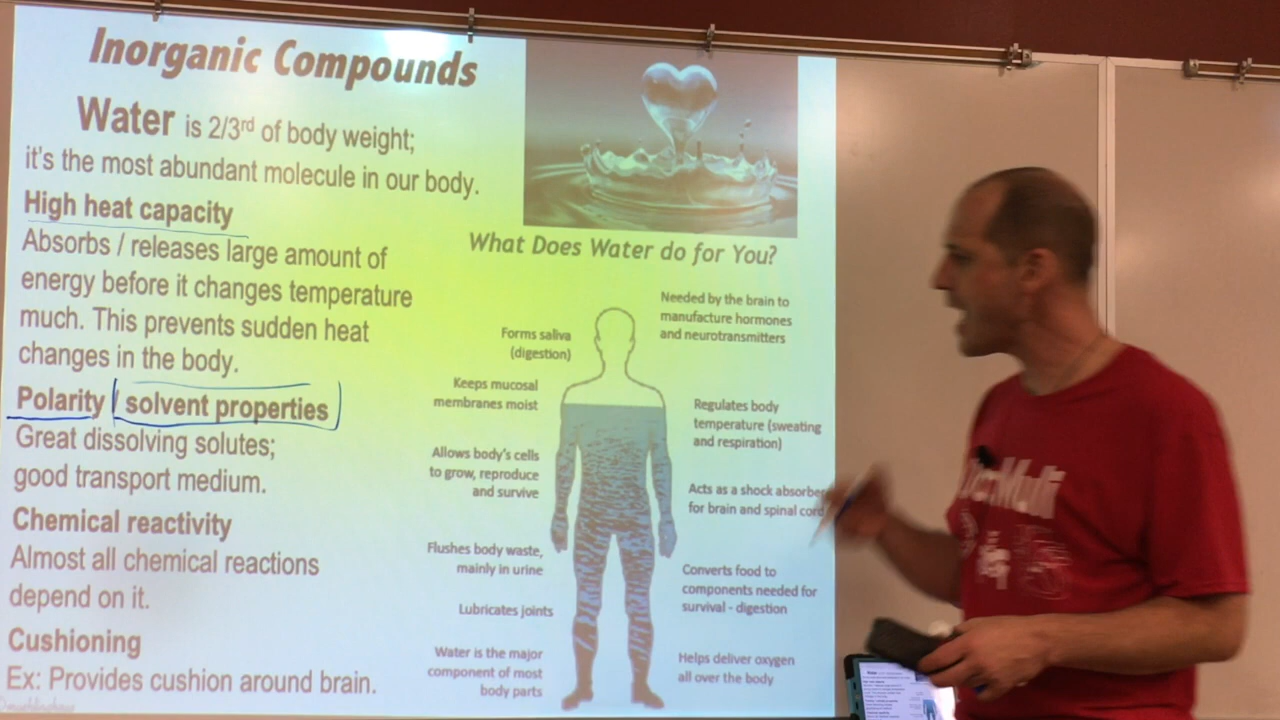 Inorganic Compounds
Water is 2/3rd of body weight;
it's the most abundant molecule in our body.
High heat capacity
Absorbs / releases large amount of
energy before it changes temperature
much. This prevents sudden heat
changes in the body.
Polarity / solvent properties
Great dissolving solutes;
good transport medium.
Chemical reactivity
Almost all chemical reactions
depend on it.
Cushioning
Ex: Provides cushion around brain.
What Does Water do for You?
Forms saliva
(digestion)
Keeps mucosal
membranes moist
Allows body's cells
to grow, reproduce
and survive
Flushes body waste,
mainly in urine
Lubricates joints
Water is the major
component of most
body parts
Needed by the brain to
manufacture hormones
and neurotransmitters
Regulates body
temperature (sweating
and respiration)
Acts as a shock absorber
for brain and spinal cord
Converts food to
components needed for
survival - digestion
Helps deliver oxygen
all over the body